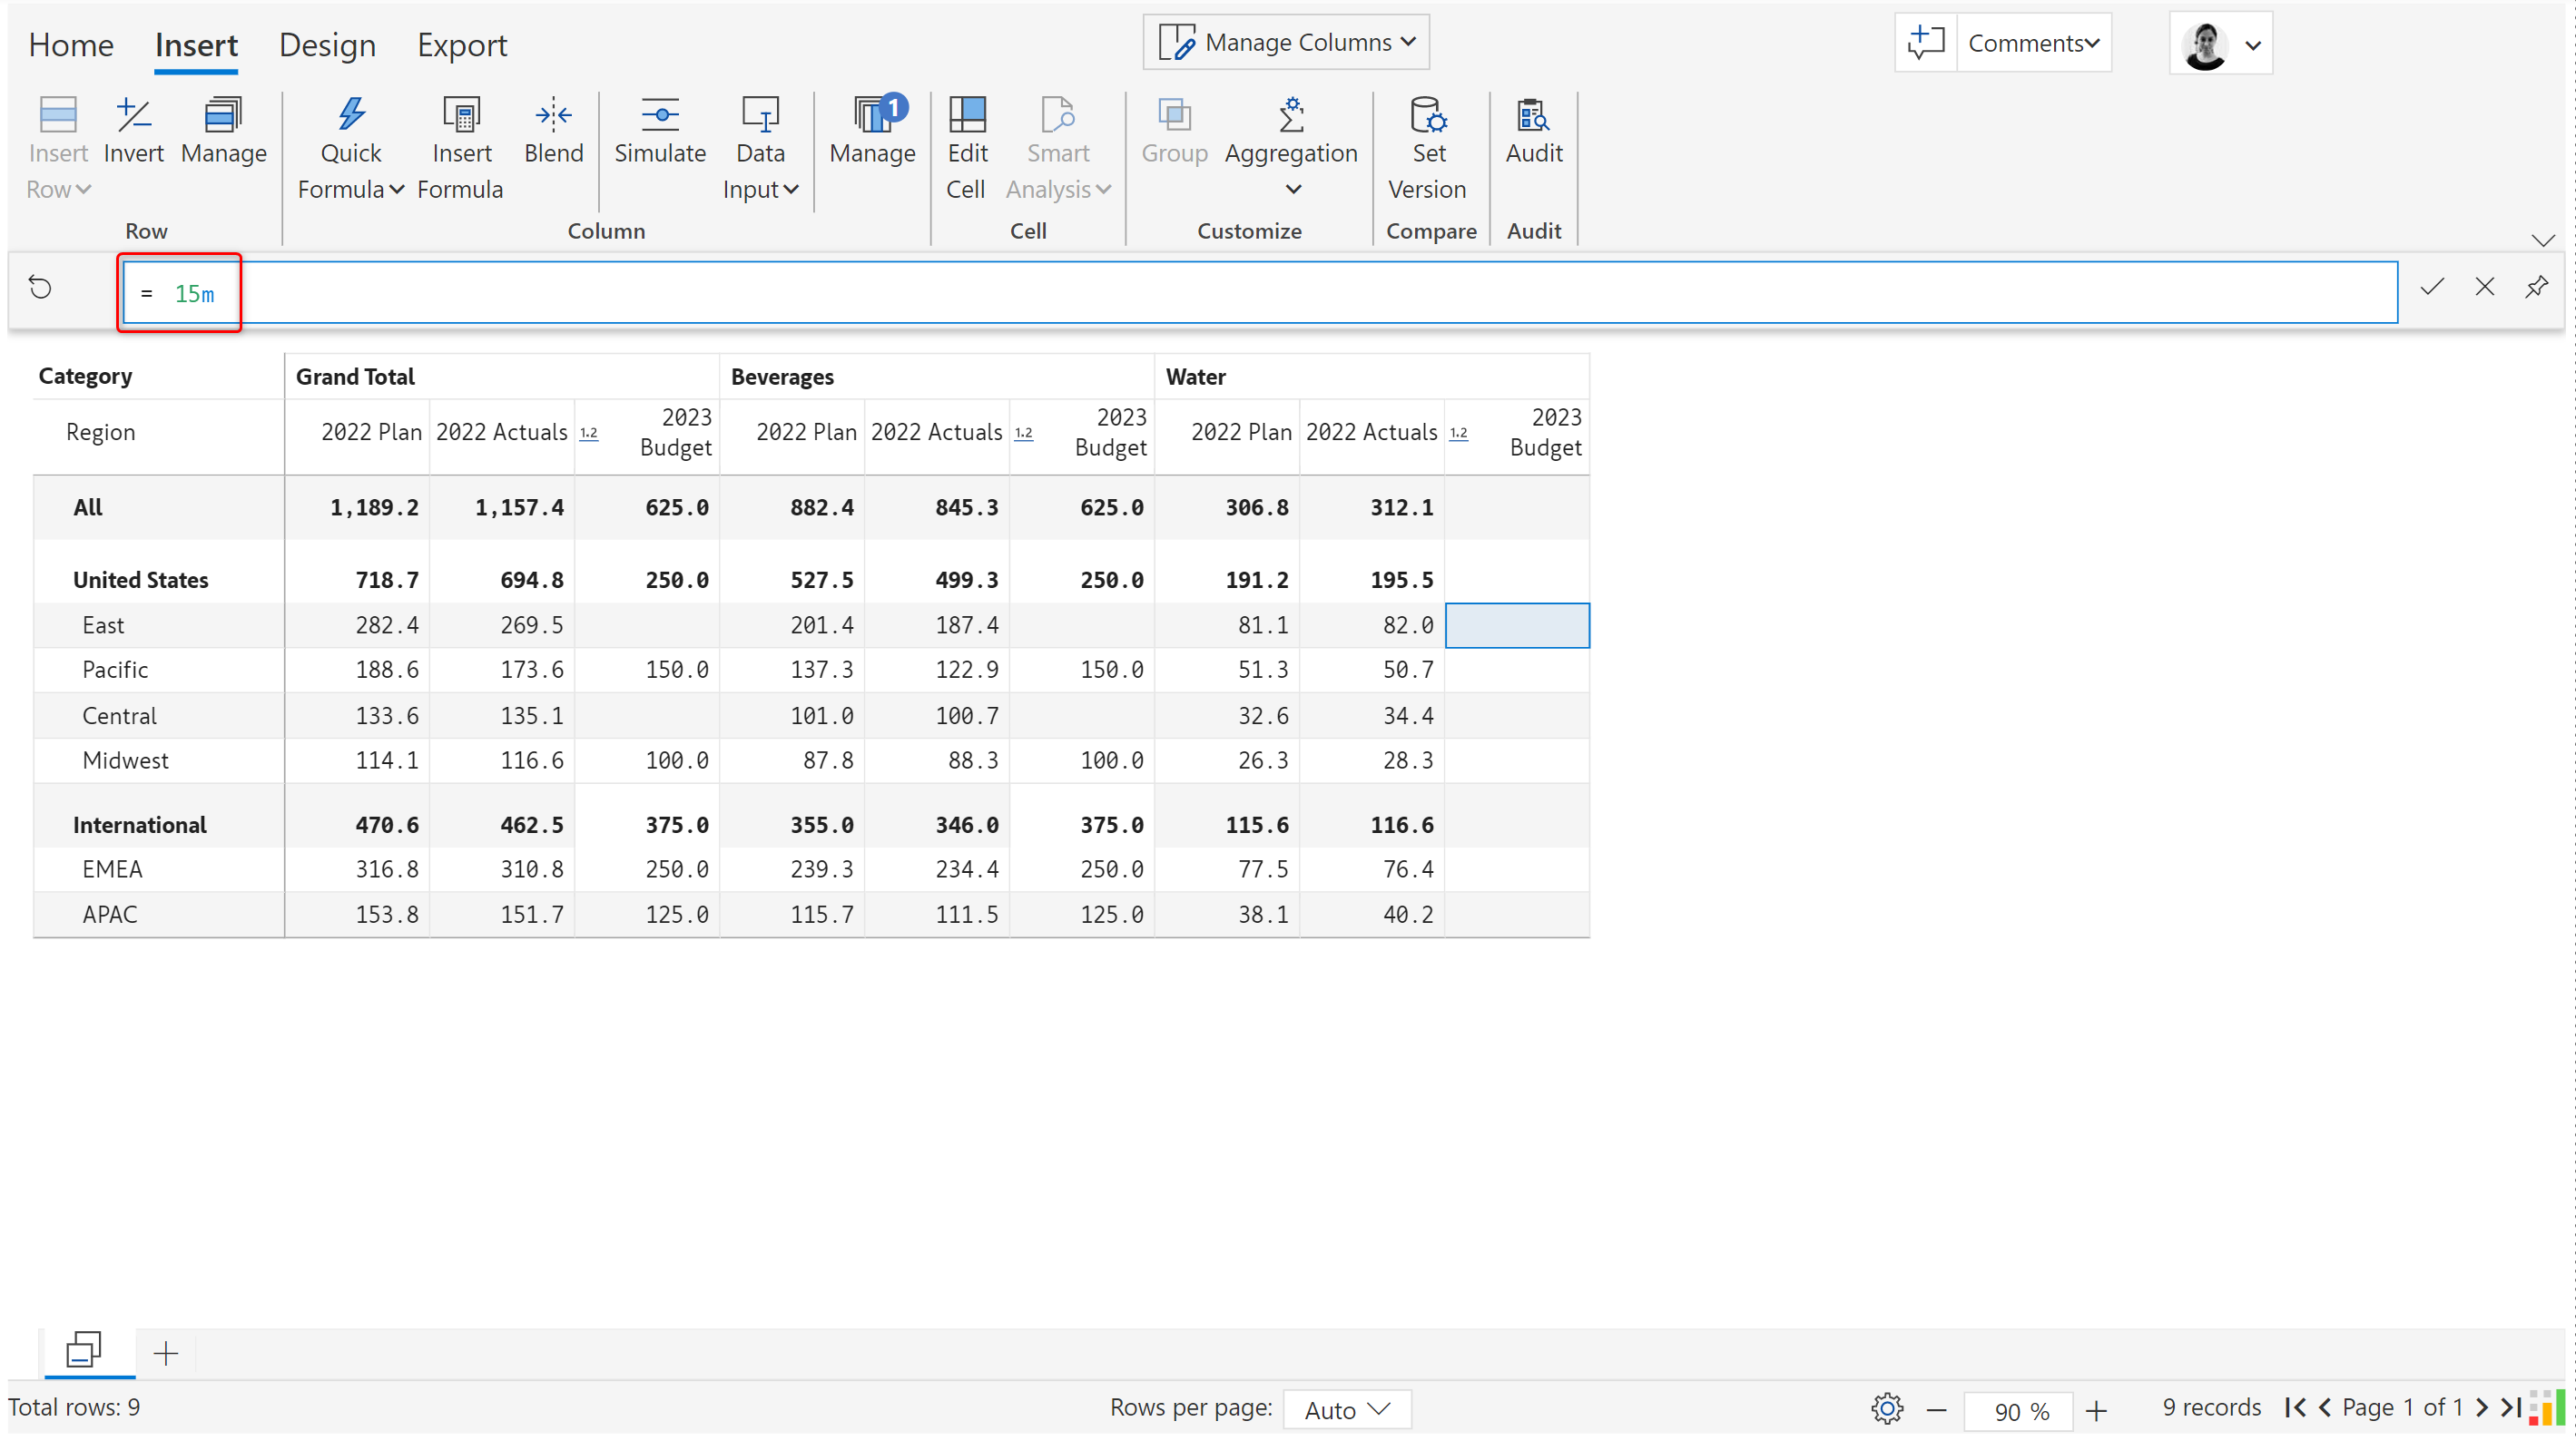 Home Insert Design Export Manage Columns Comments
Insert Row Invert Manage Quick Formula Insert Formula Blend Simulate Data Input Manage 1 Edit Cell Smart Analysis Group Aggregation Set Version Audit
Row Column Cell Customize Compare Audit
= 15m
Category Grand Total Beverages Water
Region 2022 Plan 2022 Actuals 1.2 2023 Budget 2022 Plan 2022 Actuals 1.2 2023 Budget 2022 Plan 2022 Actuals 1.2 2023 Budget
All 1,189.2 1,157.4 625.0 882.4 845.3 625.0 306.8 312.1
United States 718.7 694.8 250.0 527.5 499.3 250.0 191.2 195.5
East 282.4 269.5 201.4 187.4 81.1 82.0
Pacific 188.6 173.6 150.0 137.3 122.9 150.0 51.3 50.7
Central 133.6 135.1 101.0 100.7 32.6 34.4
Midwest 114.1 116.6 100.0 87.8 88.3 100.0 26.3 28.3
International 470.6 462.5 375.0 355.0 346.0 375.0 115.6 116.6
EMEA 316.8 310.8 250.0 239.3 234.4 250.0 77.5 76.4
APAC 153.8 151.7 125.0 115.7 111.5 125.0 38.1 40.2
Total rows: 9 Rows per page: Auto 90 % 9 records Page 1 of 1